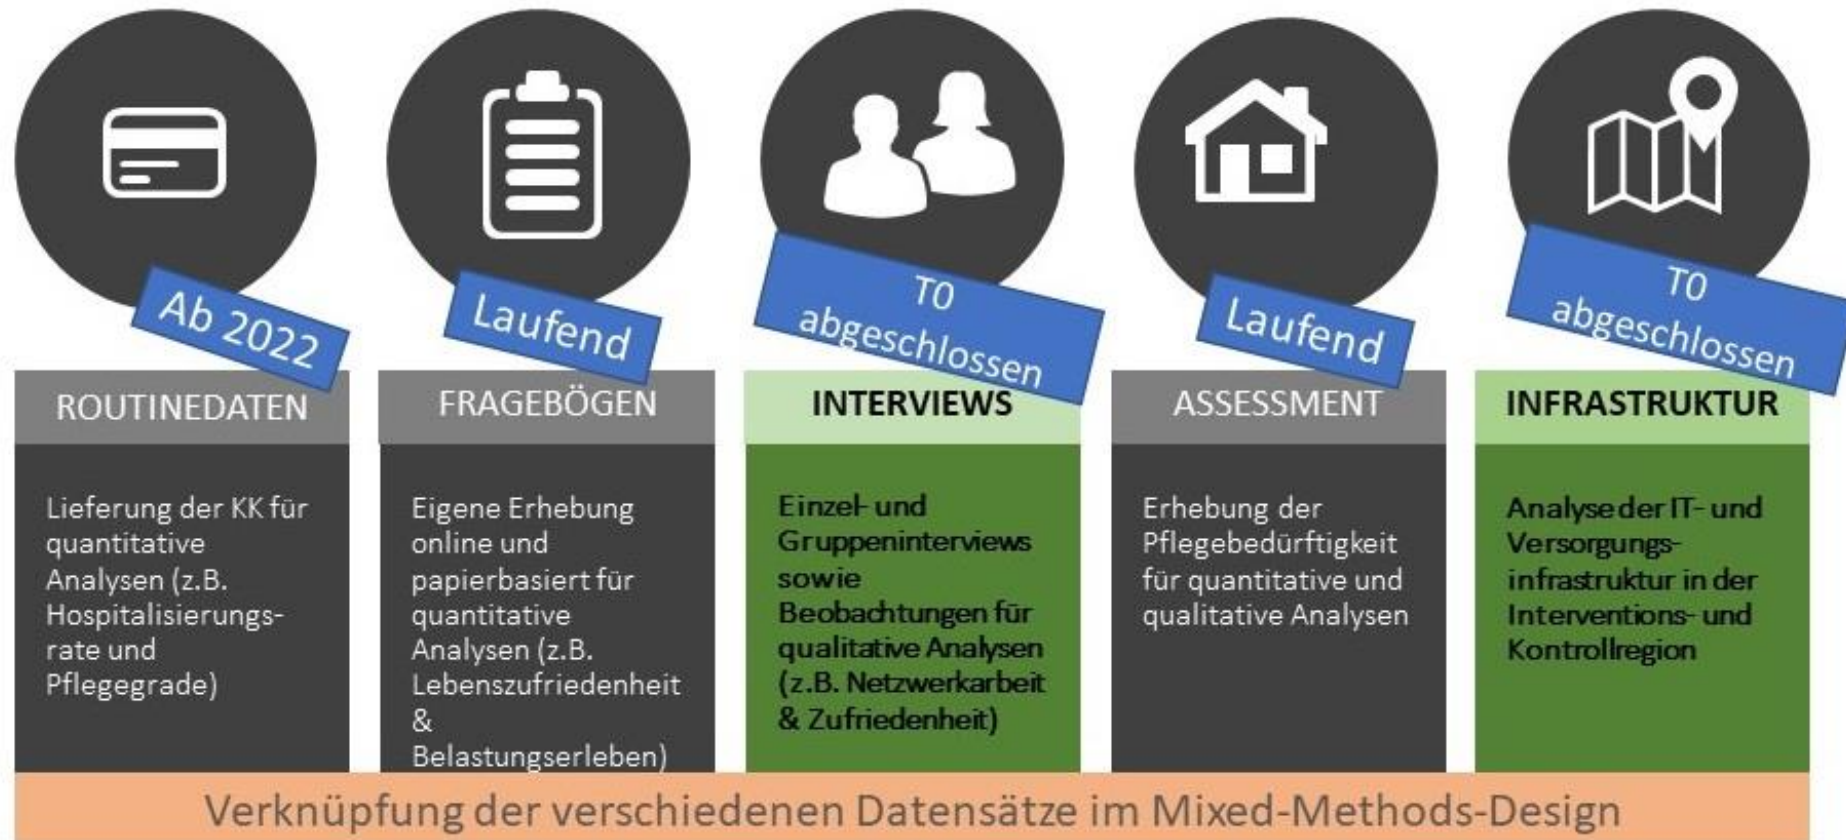 Ab 2022
Laufend
T0
abgeschlossen
Laufend
T0
abgeschlossen
ROUTINEDATEN
Lieferung der KK für
quantitative
Analysen (z.B.
Hospitalisierungs-
rate und
Pflegegrade)
FRAGEBÖGEN
Eigene Erhebung
online und
papierbasiert für
quantitative
Analysen (z.B.
Lebenszufriedenheit
&
Belastungserleben)
INTERVIEWS
Einzel- und
Gruppeninterviews
sowie
Beobachtungen für
qualitative Analysen
(z.B. Netzwerkarbeit
& Zufriedenheit)
ASSESSMENT
Erhebung der
Pflegebedürftigkeit
für quantitative und
qualitative Analysen
INFRASTRUKTUR
Analyse der IT- und
Versorgungs-
infrastruktur in der
Interventions- und
Kontrollregion
Verknüpfung der verschiedenen Datensätze im Mixed-Methods-Design